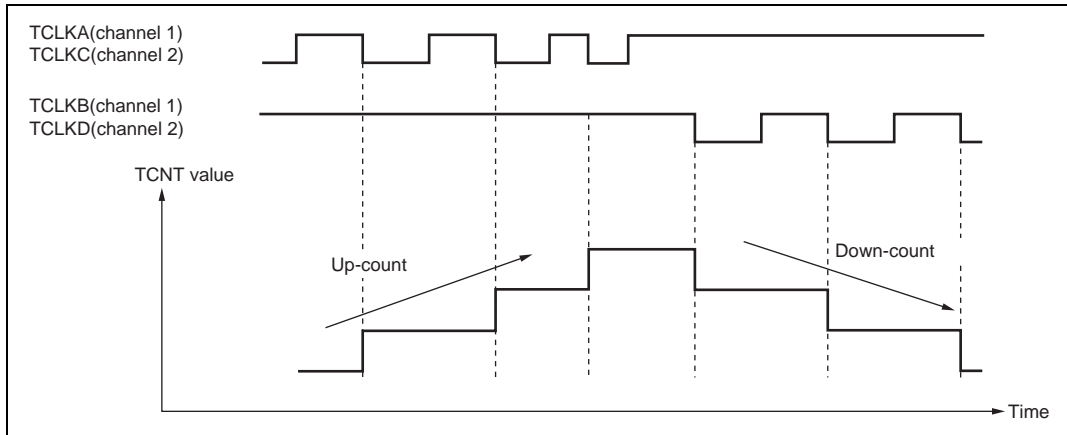 TCLKA(channel 1)
TCLKC(channel 2)
TCLKB(channel 1)
TCLKD(channel 2)
TCNT value
Up-count
Down-count
Time